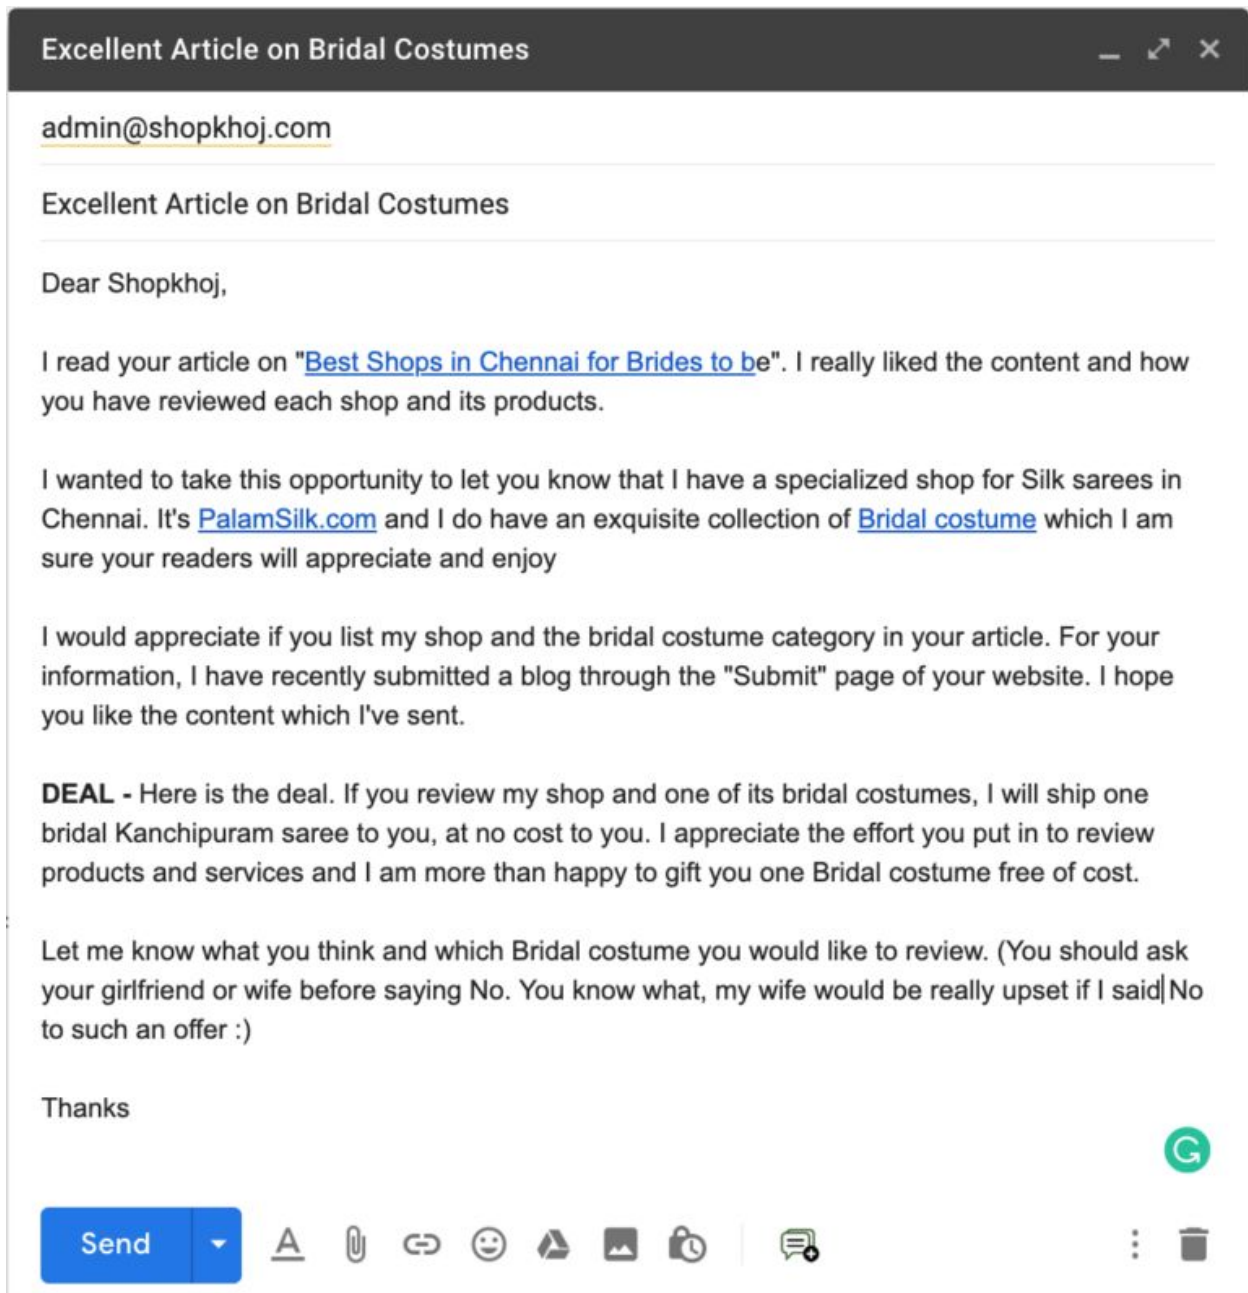 Excellent Article on Bridal Costumes
admin@shopkhoj.com
Excellent Article on Bridal Costumes
Dear Shopkhoj,
I read your article on "Best Shops in Chennai for Brides to be". I really liked the content and how
you have reviewed each shop and its products.
I wanted to take this opportunity to let you know that I have a specialized shop for Silk sarees in
Chennai. It's PalamSilk.com and I do have an exquisite collection of Bridal costume which I am
sure your readers will appreciate and enjoy
I would appreciate if you list my shop and the bridal costume category in your article. For your
information, I have recently submitted a blog through the "Submit" page of your website. I hope
you like the content which I've sent.
DEAL - Here is the deal. If you review my shop and one of its bridal costumes, I will ship one
bridal Kanchipuram saree to you, at no cost to you. I appreciate the effort you put in to review
products and services and I am more than happy to gift you one Bridal costume free of cost.
Let me know what you think and which Bridal costume you would like to review. (You should ask
your girlfriend or wife before saying No. You know what, my wife would be really upset if I said No
to such an offer :)
Thanks
Send